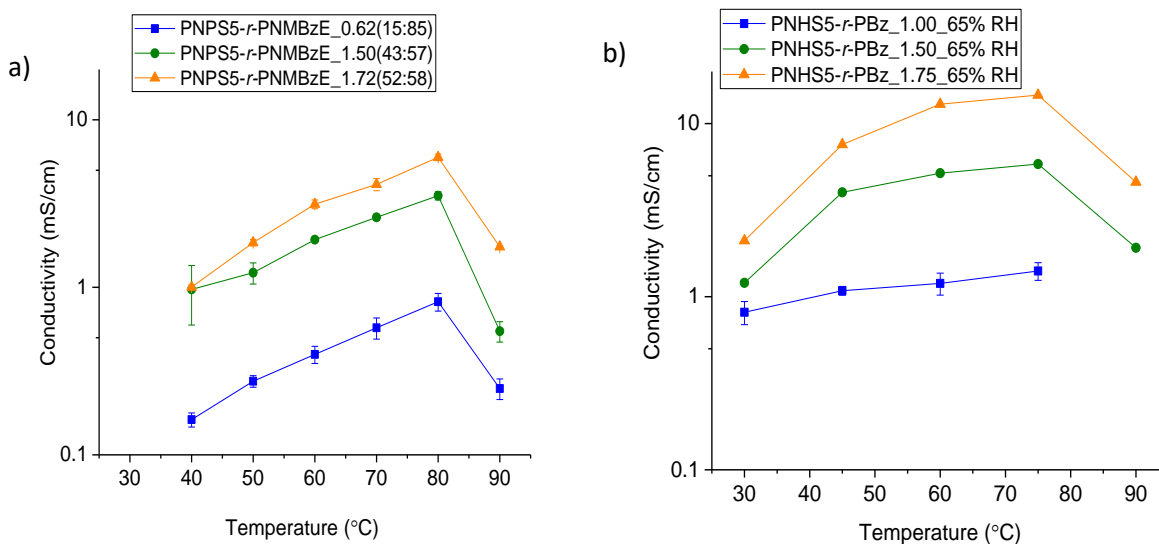 a)
PNPS5-r-PNMBzE_0.62(15:85)
PNPS5-r-PNMBzE_1.50(43:57)
PNPS5-r-PNMBzE_1.72(52:58)
10
1
0.1
Conductivity (mS/cm)
30 40 50 60 70 80 90
Temperature (°C)
b)
PNHS5-r-PBz_1.00_65% RH
PNHS5-r-PBz_1.50_65% RH
PNHS5-r-PBz_1.75_65% RH
10
1
0.1
Conductivity (mS/cm)
30 40 50 60 70 80 90
Temperature (°C)